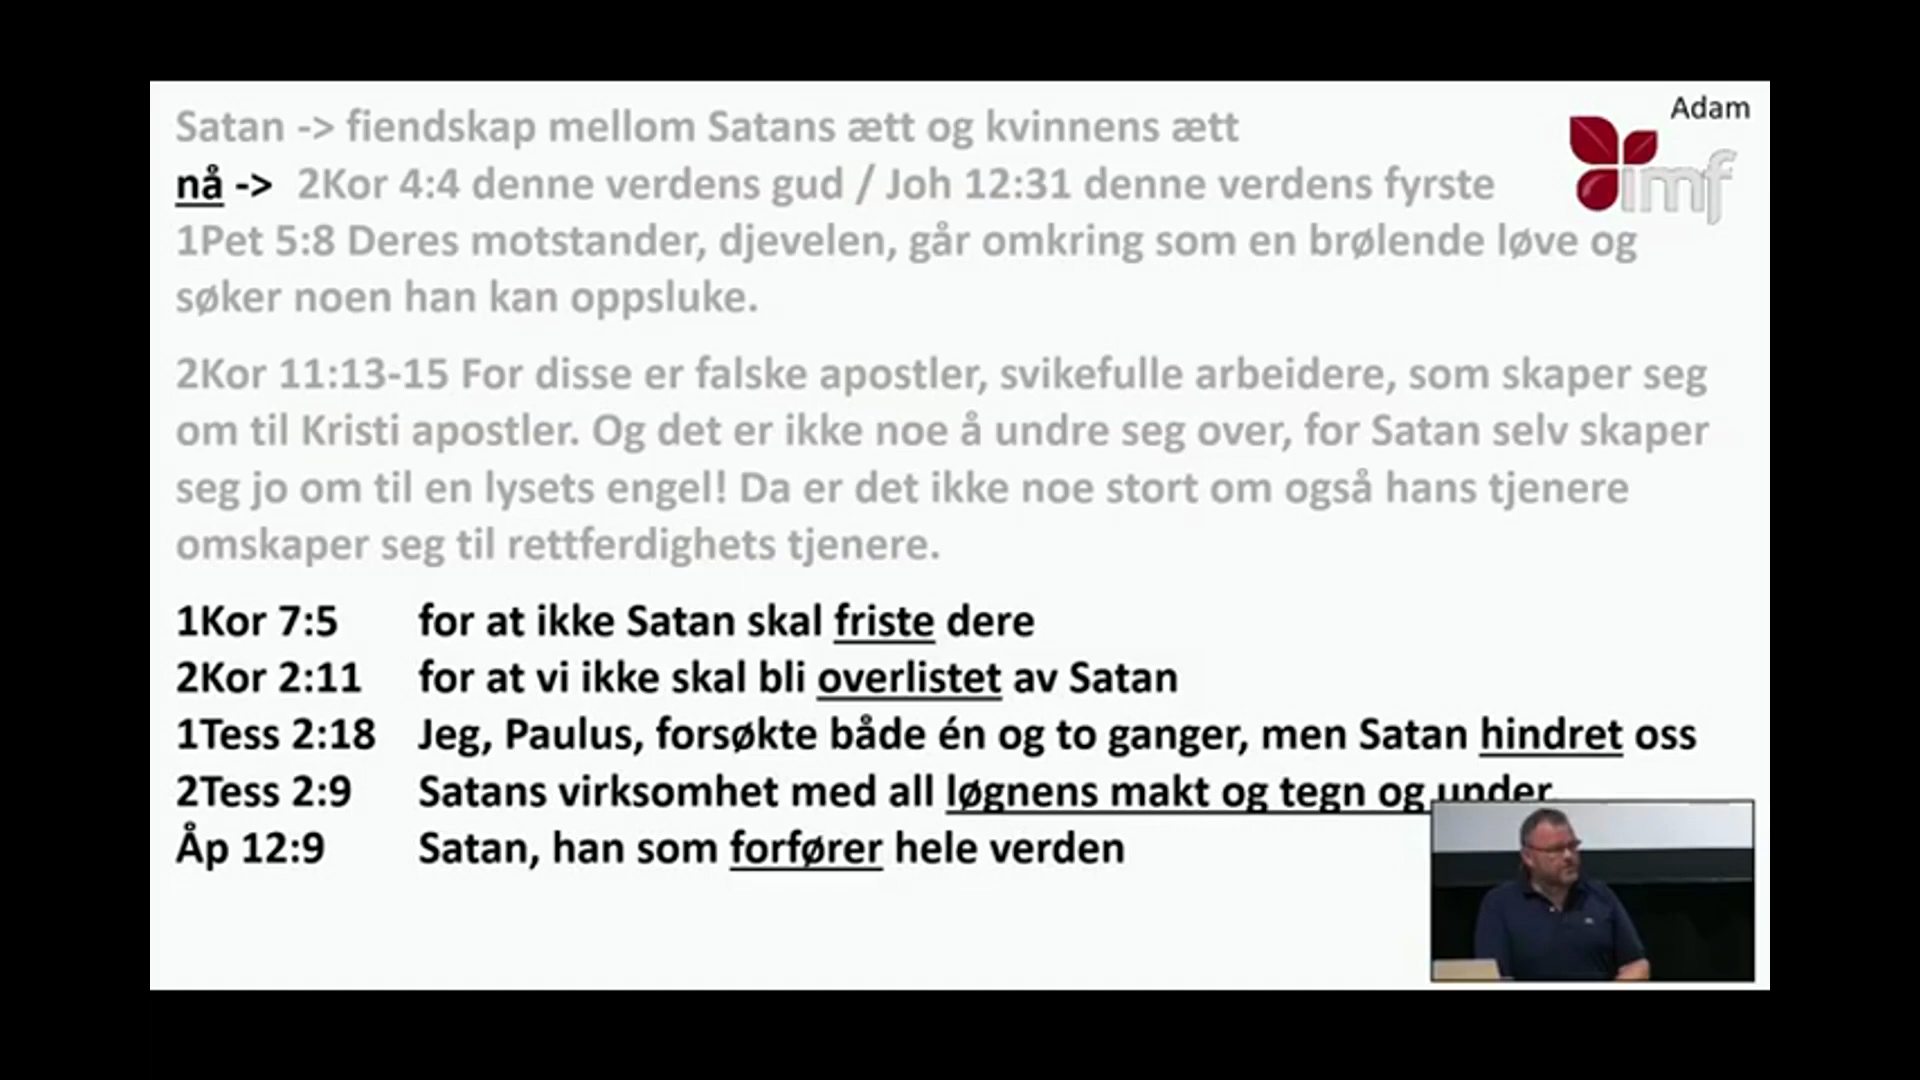 Adam
imf
Satan -> fiendskap mellom Satans ætt og kvinnens ætt
nå -> 2Kor 4:4 denne verdens gud / Joh 12:31 denne verdens fyrste
1Pet 5:8 Deres motstander, djevelen, går omkring som en brølende løve og
søker noen han kan oppsluke.
2Kor 11:13-15 For disse er falske apostler, svikefulle arbeidere, som skaper seg
om til Kristi apostler. Og det er ikke noe å undre seg over, for Satan selv skaper
seg jo om til en lysets engel! Da er det ikke noe stort om også hans tjenere
omskaper seg til rettferdighets tjenere.
1Kor 7:5 for at ikke Satan skal friste dere
2Kor 2:11 for at vi ikke skal bli overlistet av Satan
1Tess 2:18 Jeg, Paulus, forsøkte både én og to ganger, men Satan hindret oss
2Tess 2:9 Satans virksomhet med all løgnens makt og tegn og under
Åp 12:9 Satan, han som forfører hele verden